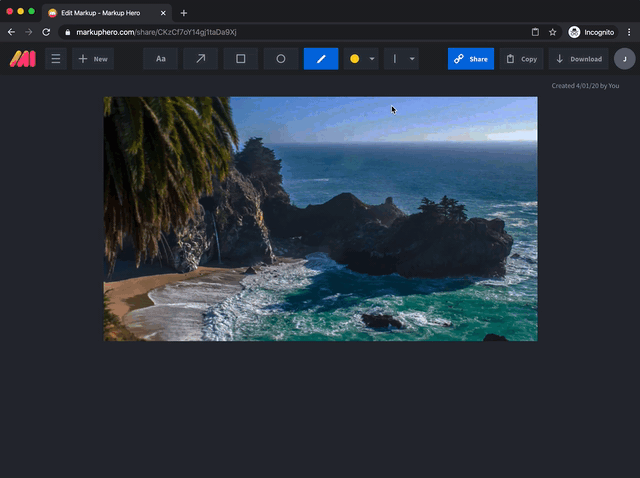 Edit Markup - Markup Hero
markuphero.com/share/CKzCf7oY14gj1taDa9Xj
Incognito
New
Aa
Share
Copy
Download
J
Created 4/01/20 by You